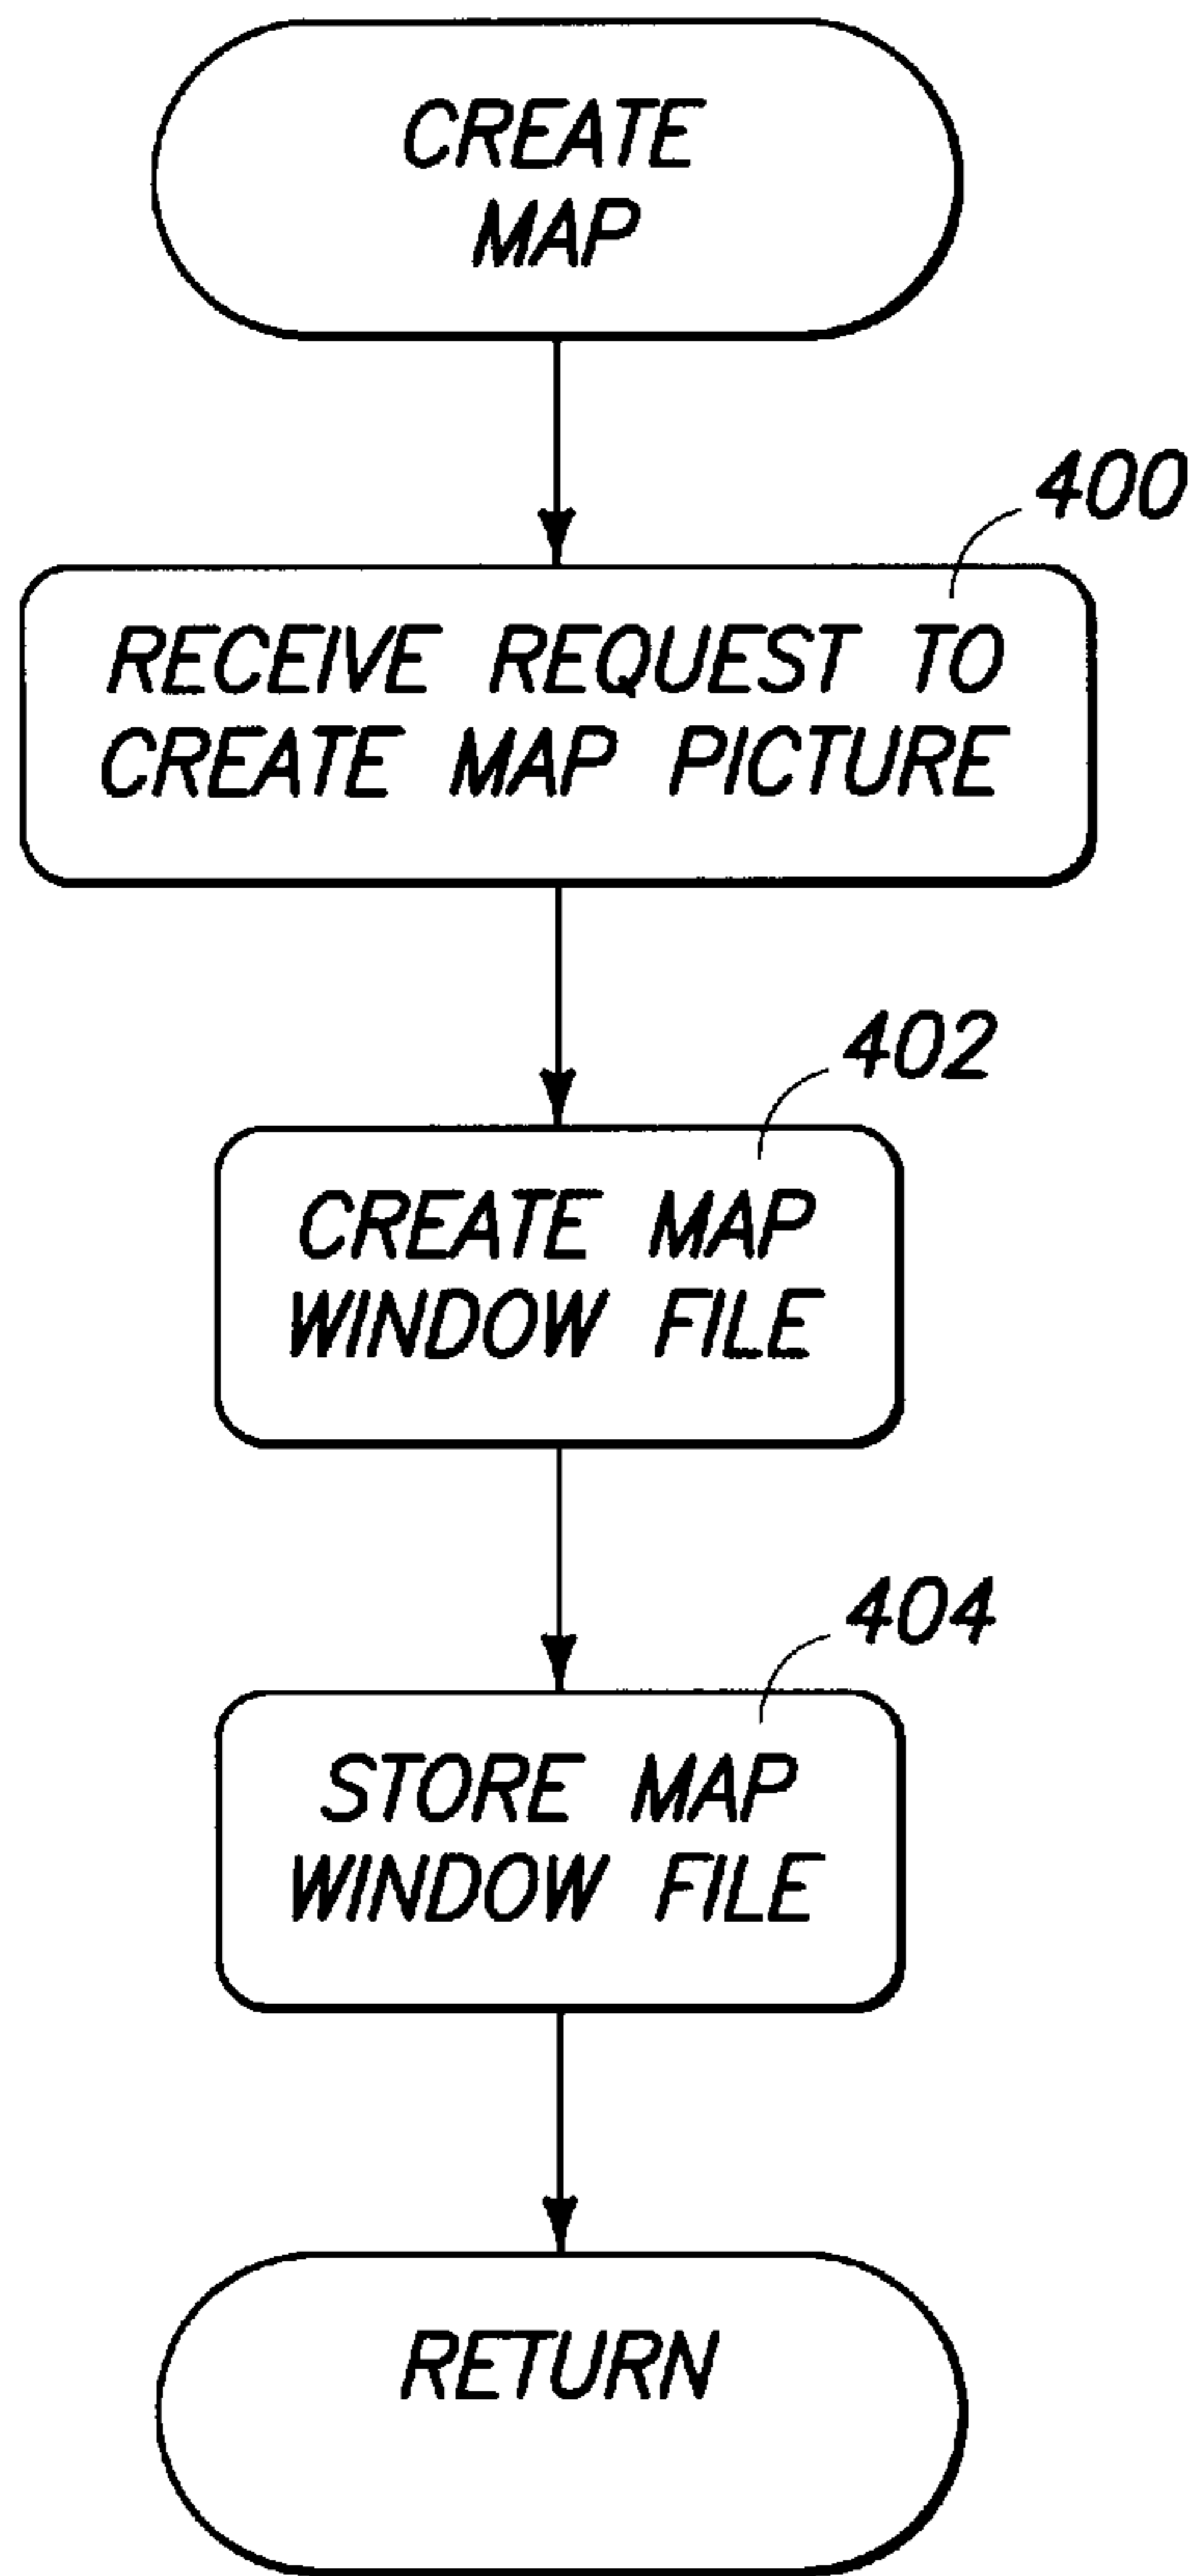 CREATE
MAP
400
RECEIVE REQUEST TO
CREATE MAP PICTURE
402
CREATE MAP
WINDOW FILE
404
STORE MAP
WINDOW FILE
RETURN